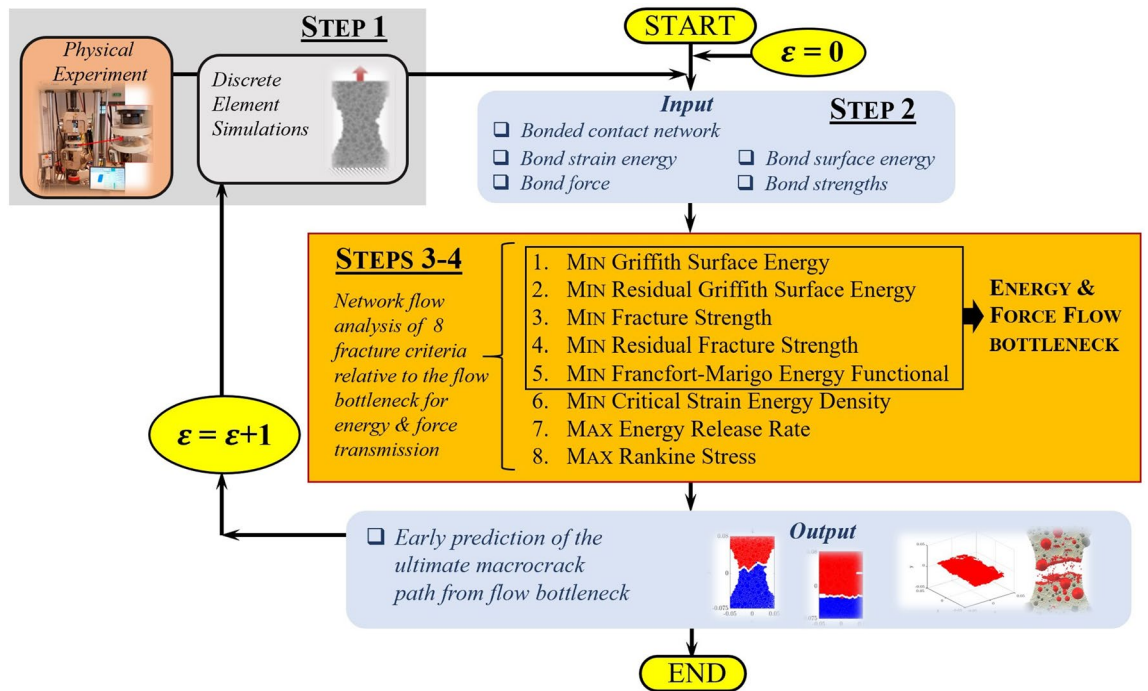 STEP 1
Physical
Experiment
Discrete
Element
Simulations
START
ε = 0
Input
STEP 2
❑ Bonded contact network
❑ Bond strain energy
❑ Bond surface energy
❑ Bond force
❑ Bond strengths
STEPS 3-4
Network flow
analysis of 8
fracture criteria
relative to the flow
bottleneck for
energy & force
transmission
1. MIN Griffith Surface Energy
2. MIN Residual Griffith Surface Energy
3. MIN Fracture Strength
4. MIN Residual Fracture Strength
5. MIN Francfort-Marigo Energy Functional
6. MIN Critical Strain Energy Density
7. MAX Energy Release Rate
8. MAX Rankine Stress
ENERGY &
FORCE FLOW
BOTTLENECK
ε = ε+1
❑ Early prediction of the
ultimate macrocrack
path from flow bottleneck
Output
END